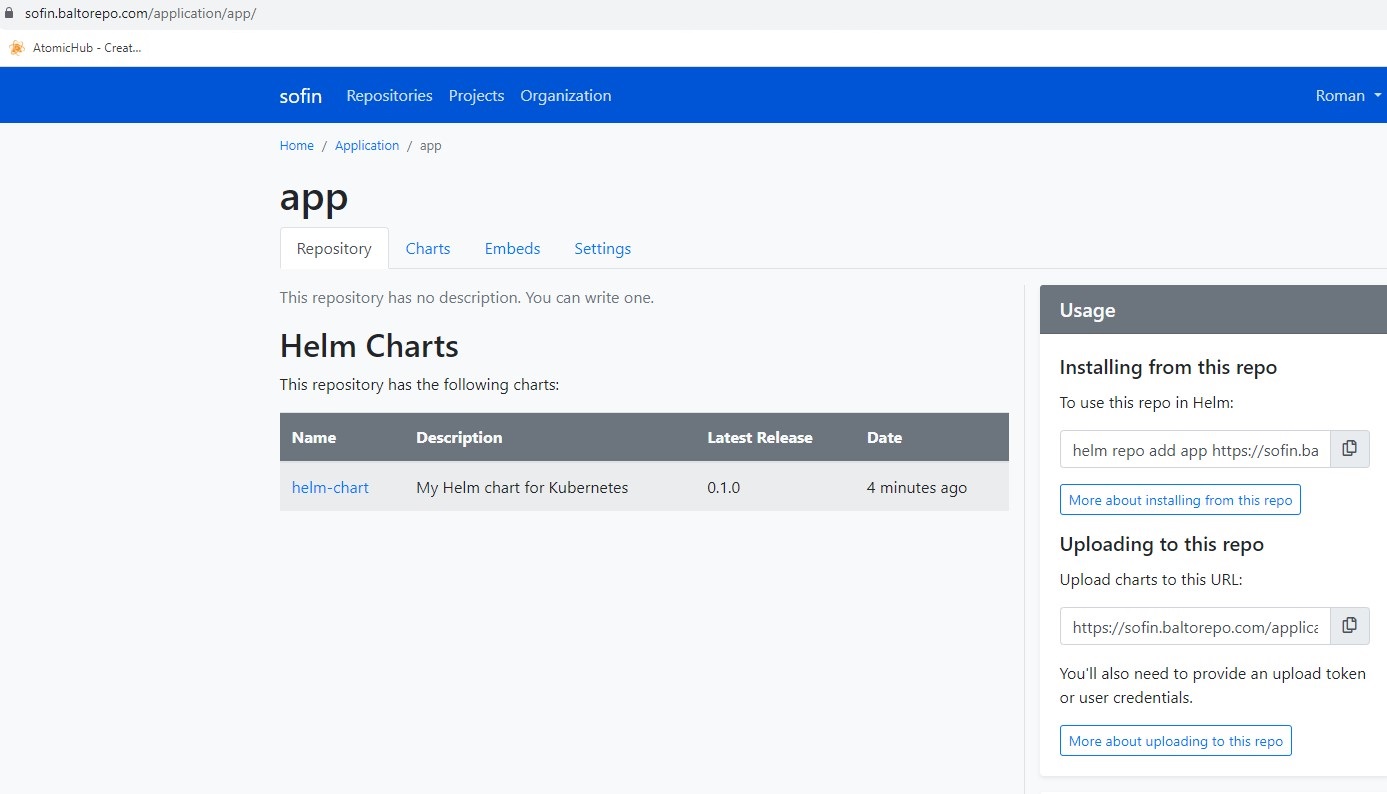 sofin.baltorepo.com/application/app/
AtomicHub - Creat...
sofin Repositories Projects Organization Roman
Home / Application / app
app
Repository Charts Embeds Settings
This repository has no description. You can write one.
Helm Charts
This repository has the following charts:
Name Description Latest Release Date
helm-chart My Helm chart for Kubernetes 0.1.0 4 minutes ago
Usage
Installing from this repo
To use this repo in Helm:
helm repo add app https://sofin.ba
More about installing from this repo
Uploading to this repo
Upload charts to this URL:
https://sofin.baltorepo.com/applica
You'll also need to provide an upload token
or user credentials.
More about uploading to this repo